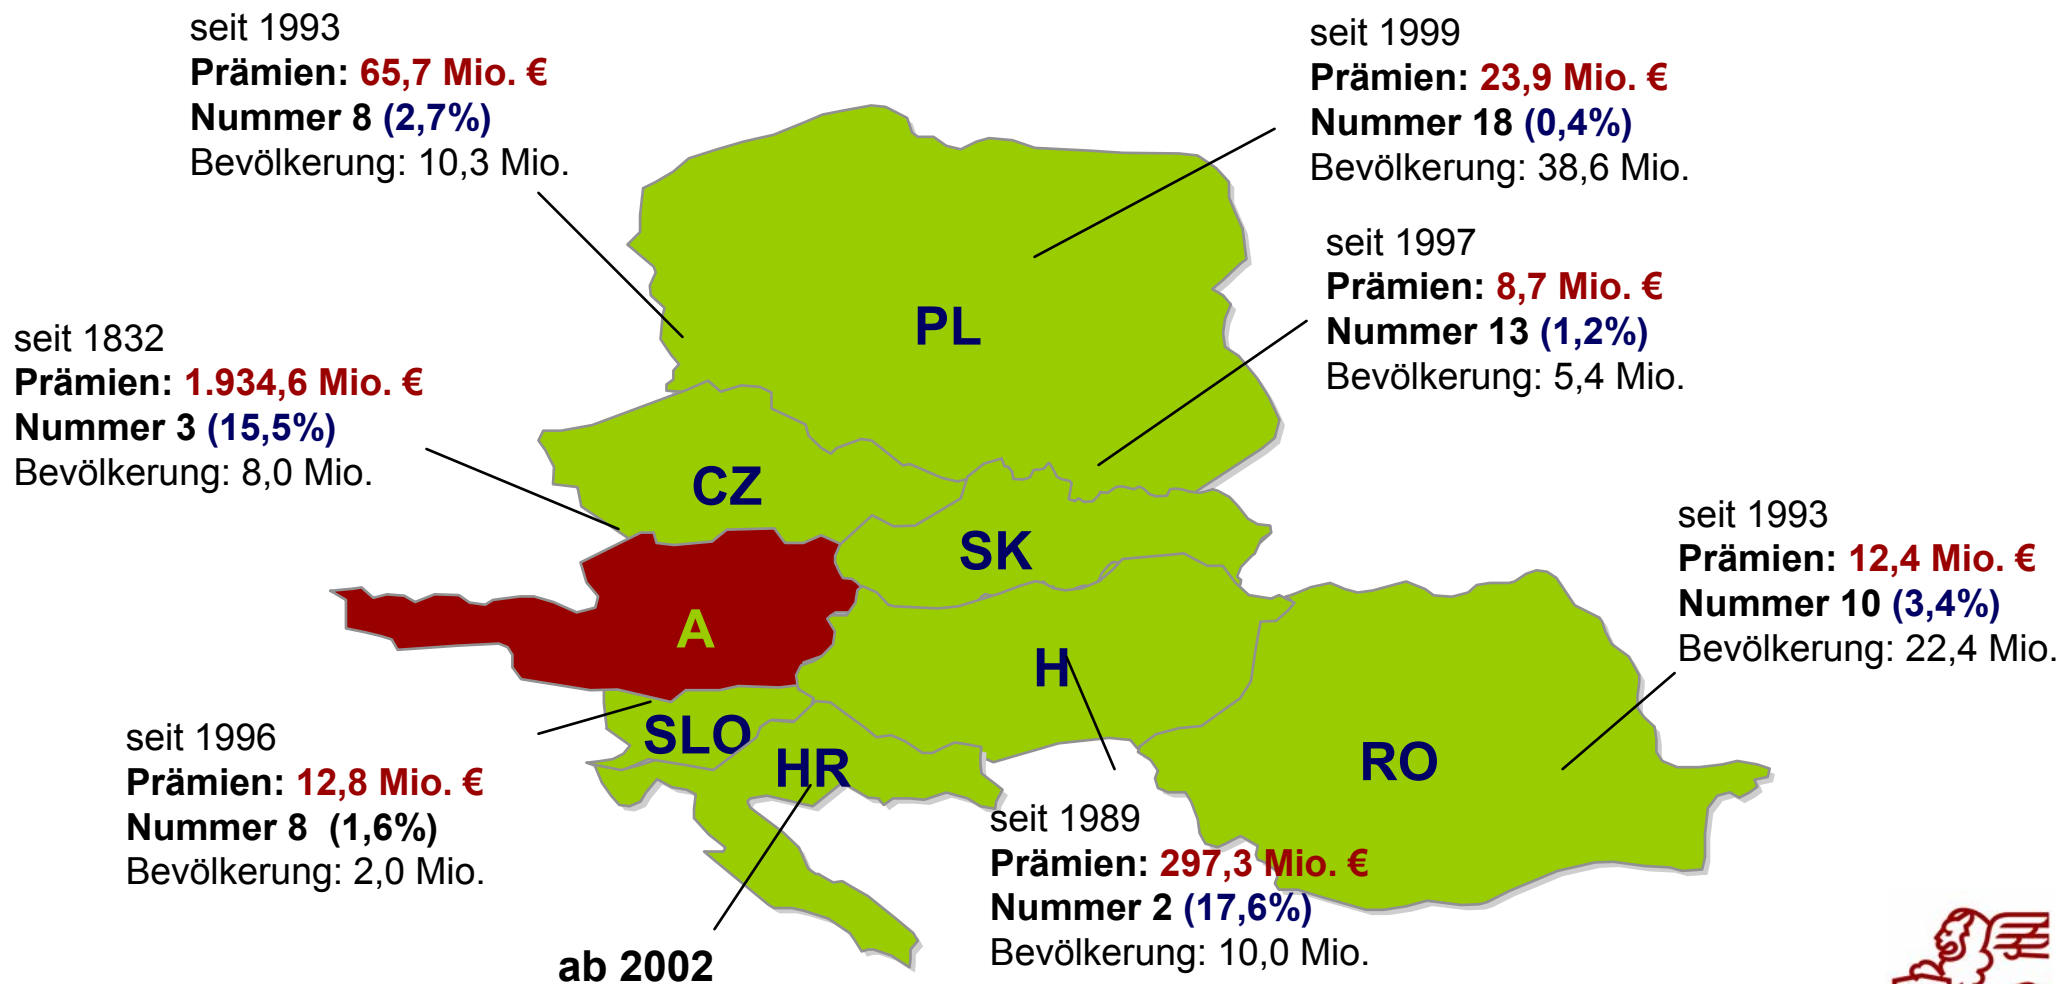 seit 1993
Prämien: 65,7 Mio. €
Nummer 8 (2,7%)
Bevölkerung: 10,3 Mio.
seit 1999
Prämien: 23,9 Mio. €
Nummer 18 (0,4%)
Bevölkerung: 38,6 Mio.
seit 1997
Prämien: 8,7 Mio. €
Nummer 13 (1,2%)
Bevölkerung: 5,4 Mio.
seit 1832
Prämien: 1.934,6 Mio. €
Nummer 3 (15,5%)
Bevölkerung: 8,0 Mio.
PL
CZ
SK
A
H
SLO
HR
RO
seit 1993
Prämien: 12,4 Mio. €
Nummer 10 (3,4%)
Bevölkerung: 22,4 Mio.
seit 1996
Prämien: 12,8 Mio. €
Nummer 8  (1,6%)
Bevölkerung: 2,0 Mio.
seit 1989
Prämien: 297,3 Mio. €
Nummer 2 (17,6%)
Bevölkerung: 10,0 Mio.
ab 2002